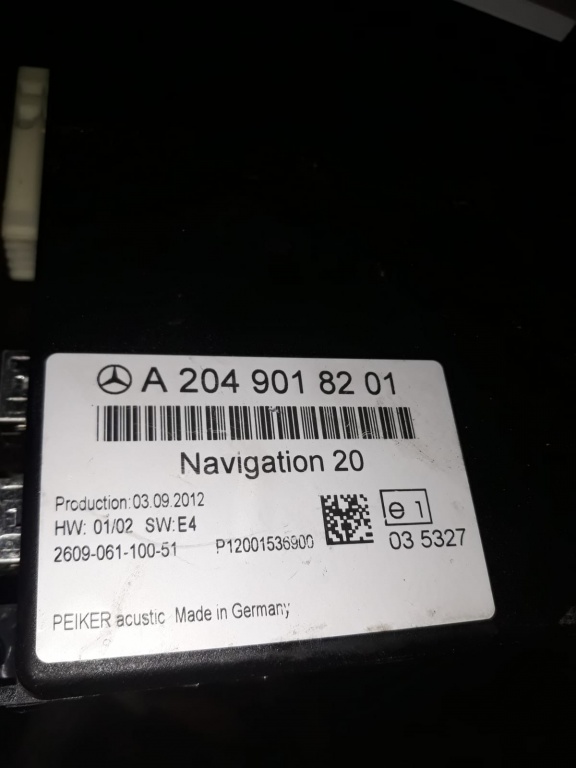 A 204 901 82 01
Navigation 20
Production: 03.09.2012
HW: 01/02 SW: E4
2609-061-100-51 P12001536900
e 1
03 5327
PEIKER acustic Made in Germany